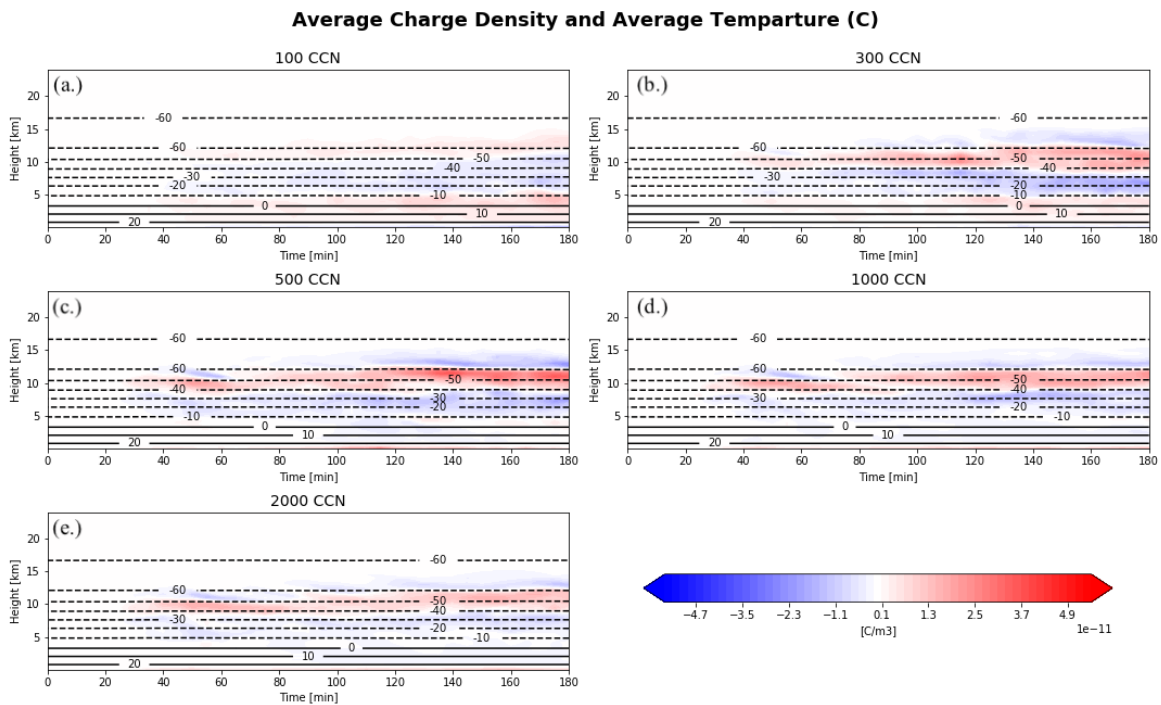 Average Charge Density and Average Temparture (C)
100 CCN
(a.)
Height [km]
20
15
10
5
-60
-60
-50
-40
-30
-20
-10
0
10
20
0 20 40 60 80 100 120 140 160 180
Time [min]
300 CCN
(b.)
Height [km]
20
15
10
5
-60
-60
-50
-40
-30
-20
-10
0
10
20
0 20 40 60 80 100 120 140 160 180
Time [min]
500 CCN
(c.)
Height [km]
20
15
10
5
-60
-60
-50
-40
-30
-20
-10
0
10
20
0 20 40 60 80 100 120 140 160 180
Time [min]
1000 CCN
(d.)
Height [km]
20
15
10
5
-60
-60
-50
-40
-30
-20
-10
0
10
20
0 20 40 60 80 100 120 140 160 180
Time [min]
2000 CCN
(e.)
Height [km]
20
15
10
5
-60
-60
-50
-40
-30
-20
-10
0
10
20
0 20 40 60 80 100 120 140 160 180
Time [min]
−4.7 −3.5 −2.3 −1.1 0.1 1.3 2.5 3.7 4.9
[C/m3]
1e−11